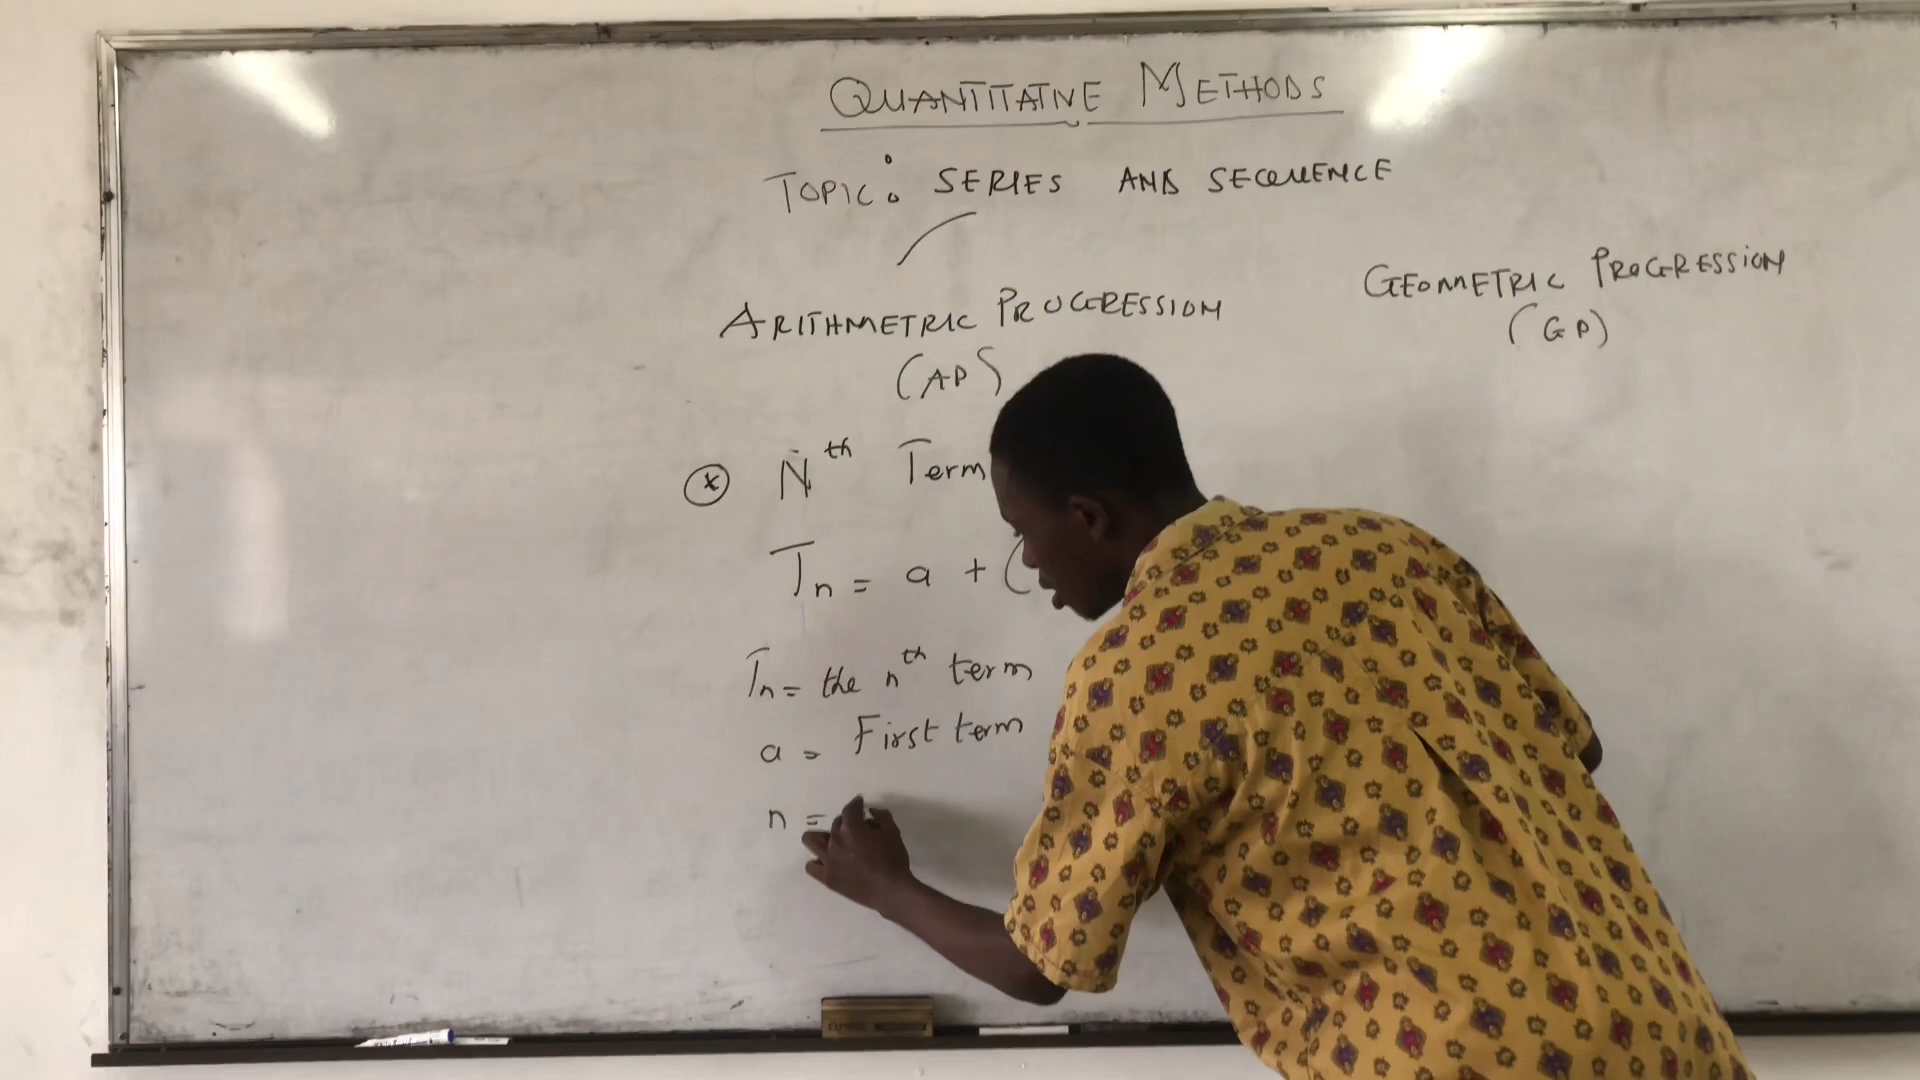 QUANTITATIVE METHODS
TOPIC: SERIES AND SEQUENCE
ARITHMETRIC PROGRESSION
(AP)
GEOMETRIC PROGRESSION
(GP)
* Nth Term
Tn = a + (
Tn = the nth term
a = First term
n =